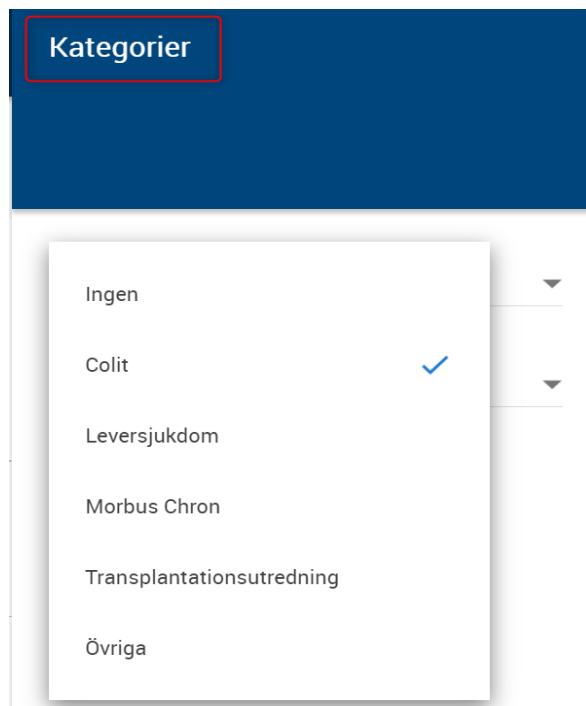 Kategorier
Ingen
Colit
Leversjukdom
Morbus Chron
Transplantationsutredning
Övriga